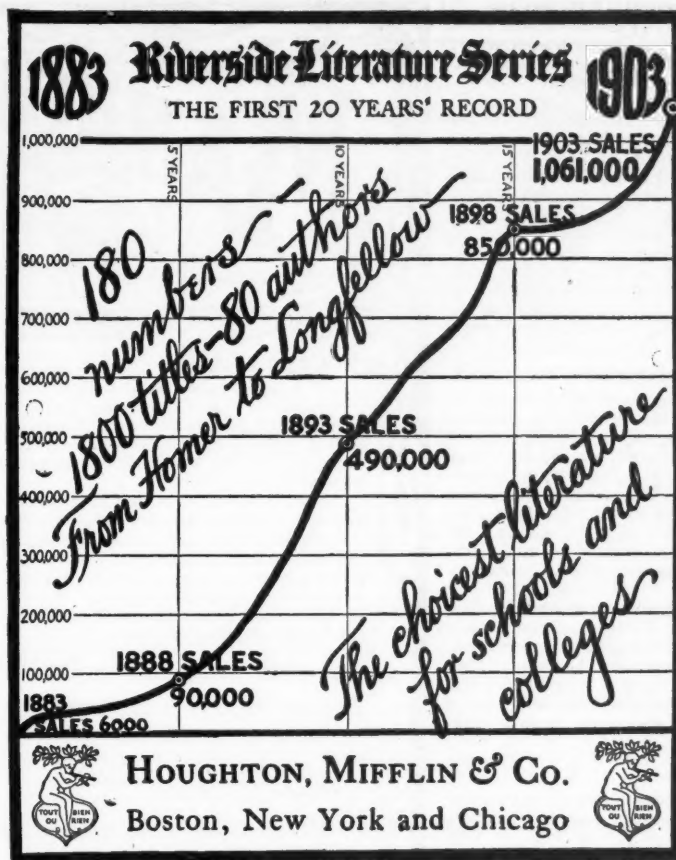 1883 Riverside Literature Series 1903
THE FIRST 20 YEARS' RECORD
1,000,000
900,000
800,000
700,000
600,000
500,000
400,000
300,000
200,000
100,000
5 YEARS
10 YEARS
15 YEARS
1903 SALES
1,061,000
1898 SALES
850,000
180
numbers—
1800 titles—80 authors
From Homer to Longfellow—
1893 SALES
490,000
The choicest literature
for schools and
colleges
1888 SALES
90,000
1883
SALES 6000
HOUGHTON, MIFFLIN & CO.
Boston, New York and Chicago
TOUT BIEN
OU RIEN
TOUT BIEN
OU RIEN